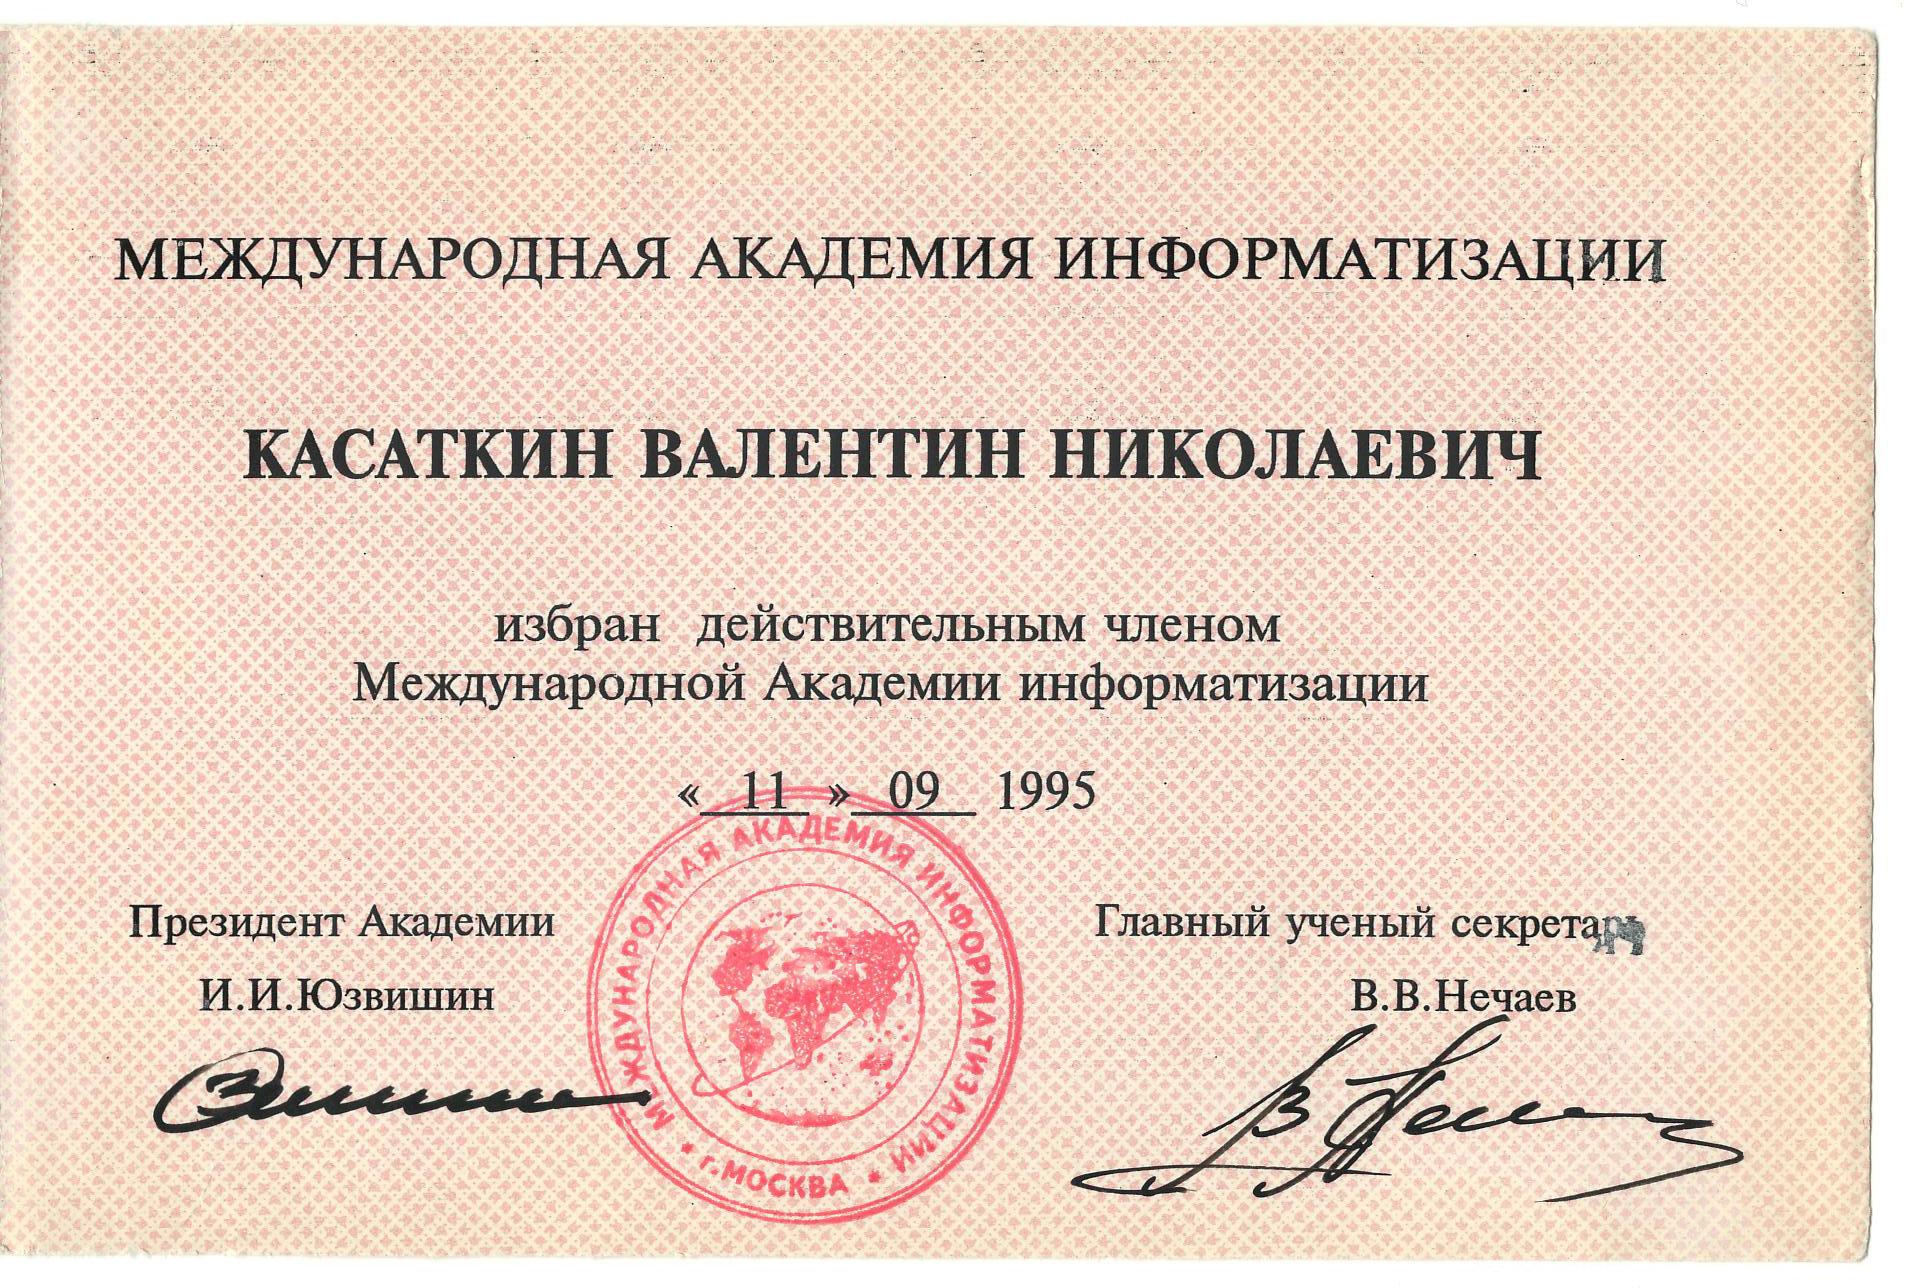 МЕЖДУНАРОДНАЯ АКАДЕМИЯ ИНФОРМАТИЗАЦИИ
КАСАТКИН ВАЛЕНТИН НИКОЛАЕВИЧ
избран действительным членом
Международной Академии информатизации
« 11 » 09 1995
Президент Академии
И.И.Юзвишин
Главный ученый секретарь
В.В.Нечаев
МЕЖДУНАРОДНАЯ АКАДЕМИЯ ИНФОРМАТИЗАЦИИ
* г. МОСКВА *